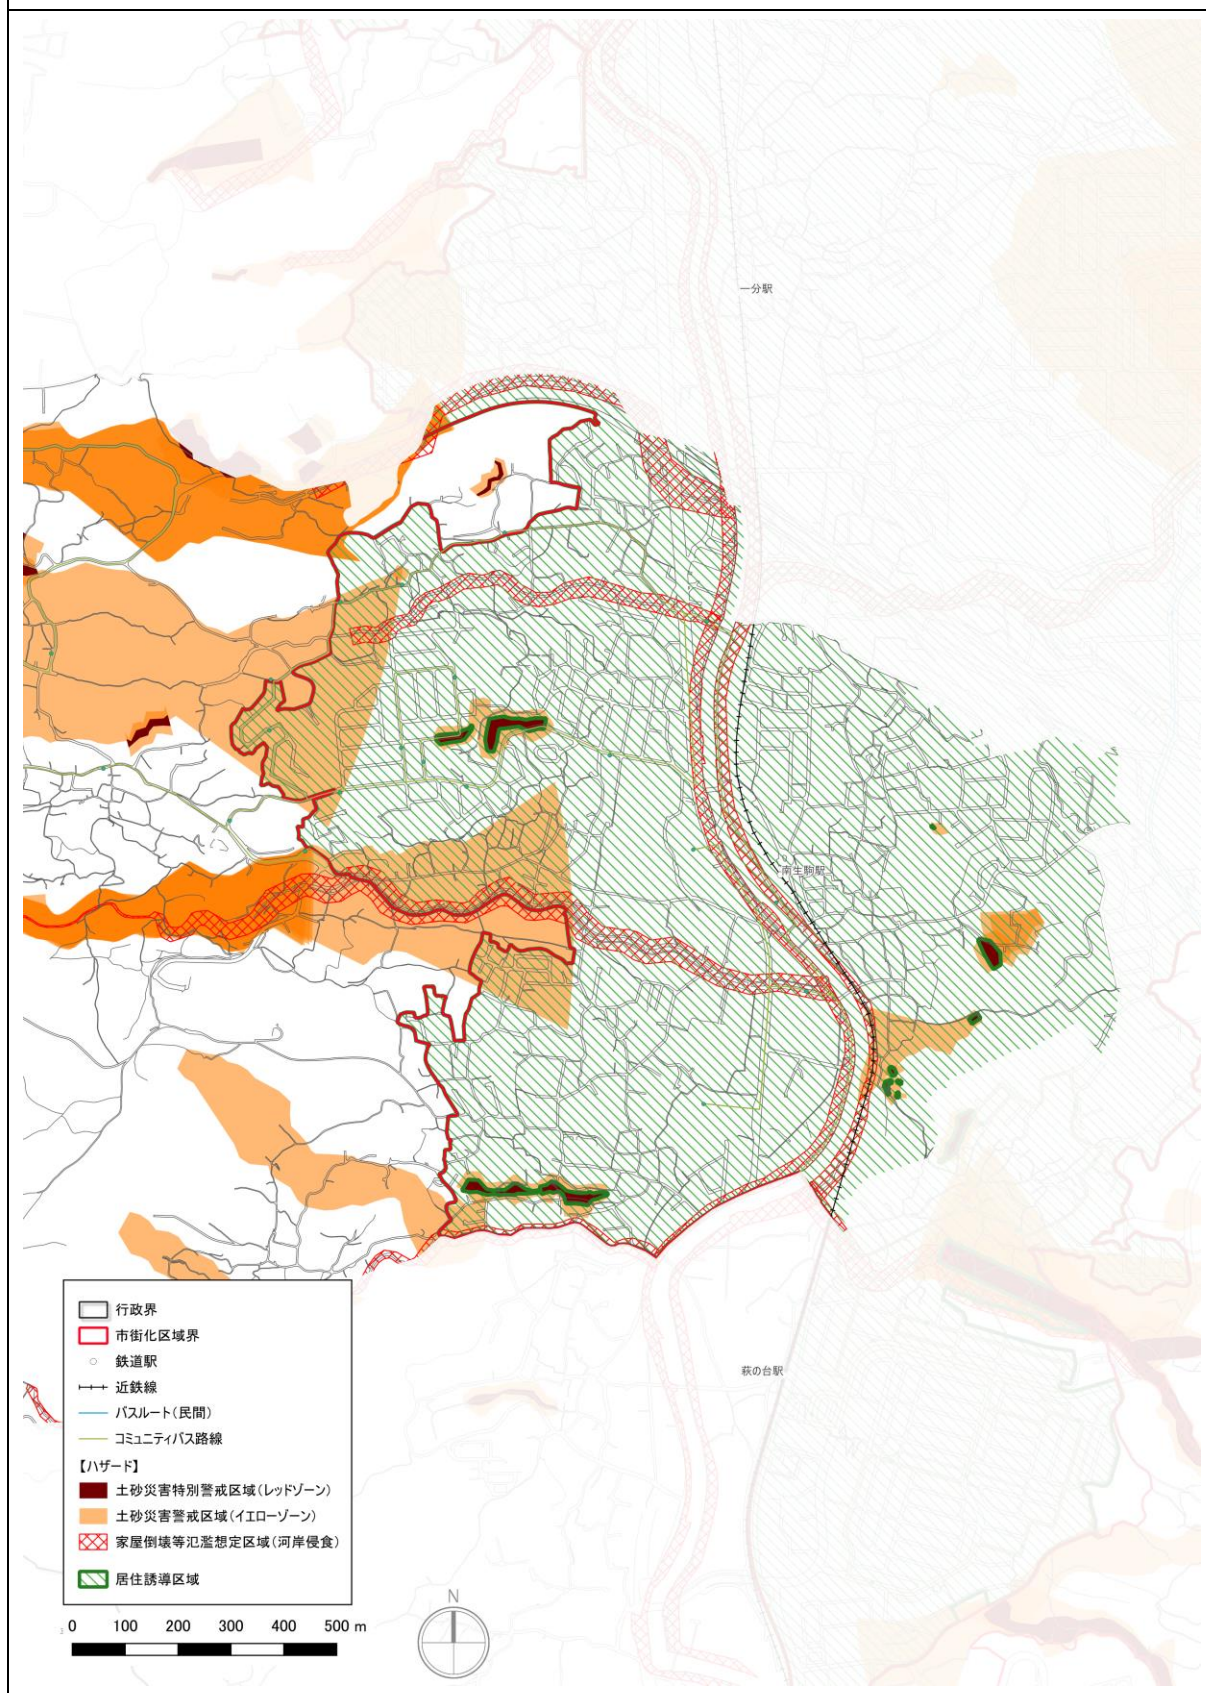 一分駅
南生駒駅
萩の台駅
行政界
市街化区域界
鉄道駅
近鉄線
バスルート(民間)
コミュニティバス路線
【ハザード】
土砂災害特別警戒区域(レッドゾーン)
土砂災害警戒区域(イエローゾーン)
家屋倒壊等氾濫想定区域(河岸侵食)
居住誘導区域
0 100 200 300 400 500 m
N